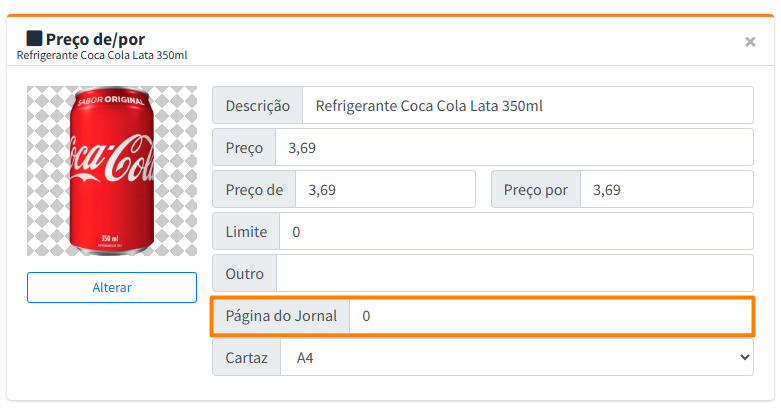 Preço de/por
×
Refrigerante Coca Cola Lata 350ml
SABOR ORIGINAL
Coca-Cola
350 ml
Alterar
Descrição Refrigerante Coca Cola Lata 350ml
Preço 3,69
Preço de 3,69 Preço por 3,69
Limite 0
Outro
Página do Jornal 0
Cartaz A4